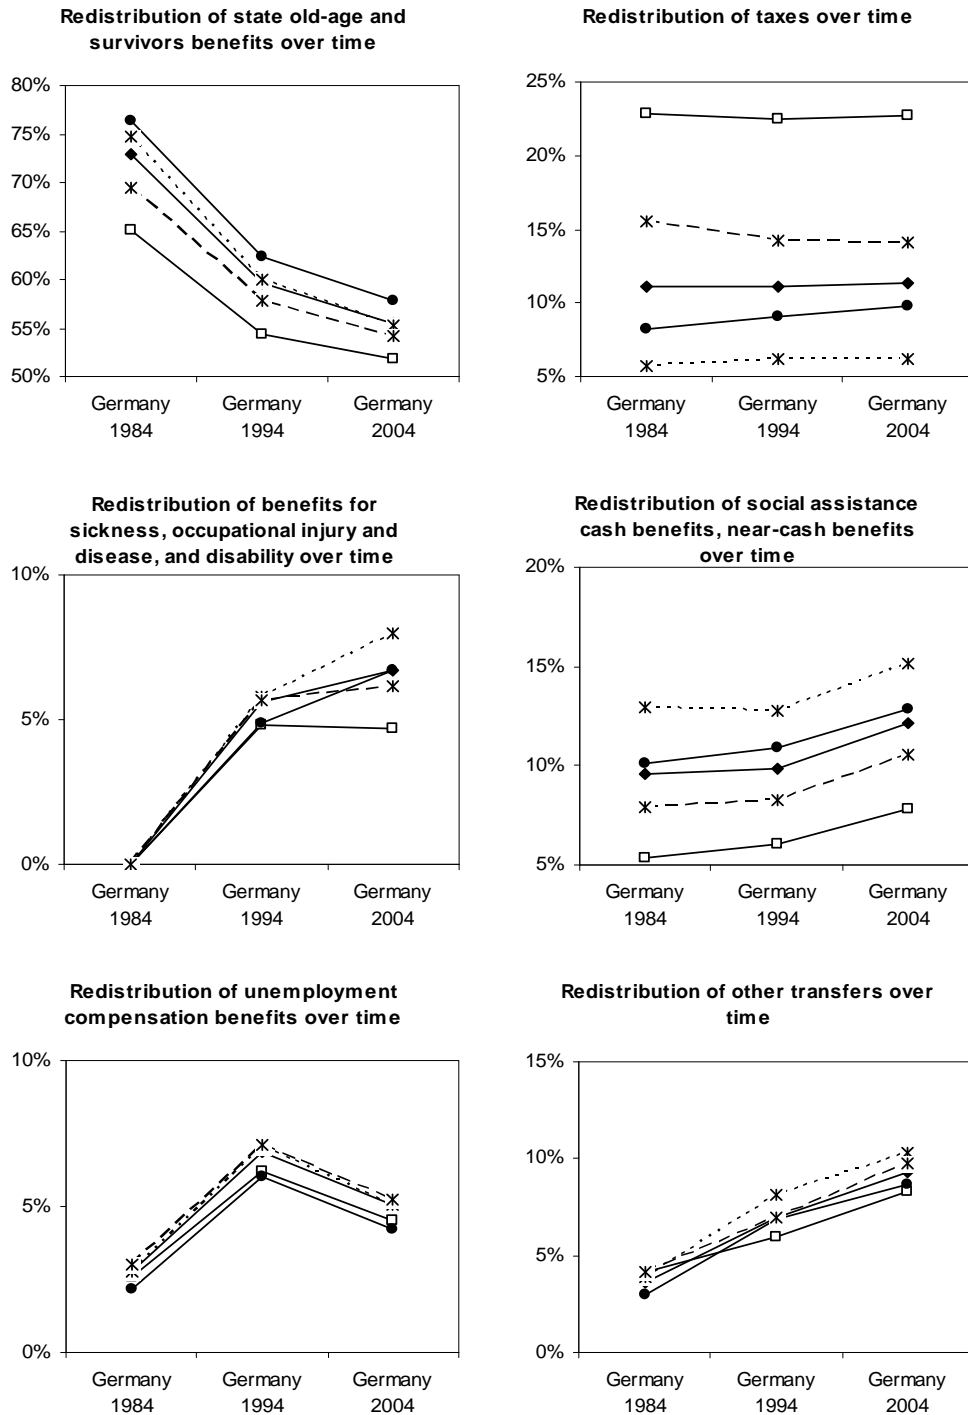 Redistribution of state old-age and
survivors benefits over time
80%
75%
70%
65%
60%
55%
50%
Germany
1984
Germany
1994
Germany
2004
Redistribution of taxes over time
25%
20%
15%
10%
5%
Germany
1984
Germany
1994
Germany
2004
Redistribution of benefits for
sickness, occupational injury and
disease, and disability over time
10%
5%
0%
Germany
1984
Germany
1994
Germany
2004
Redistribution of social assistance
cash benefits, near-cash benefits
over time
20%
15%
10%
5%
Germany
1984
Germany
1994
Germany
2004
Redistribution of unemployment
compensation benefits over time
10%
5%
0%
Germany
1984
Germany
1994
Germany
2004
Redistribution of other transfers over
time
15%
10%
5%
0%
Germany
1984
Germany
1994
Germany
2004